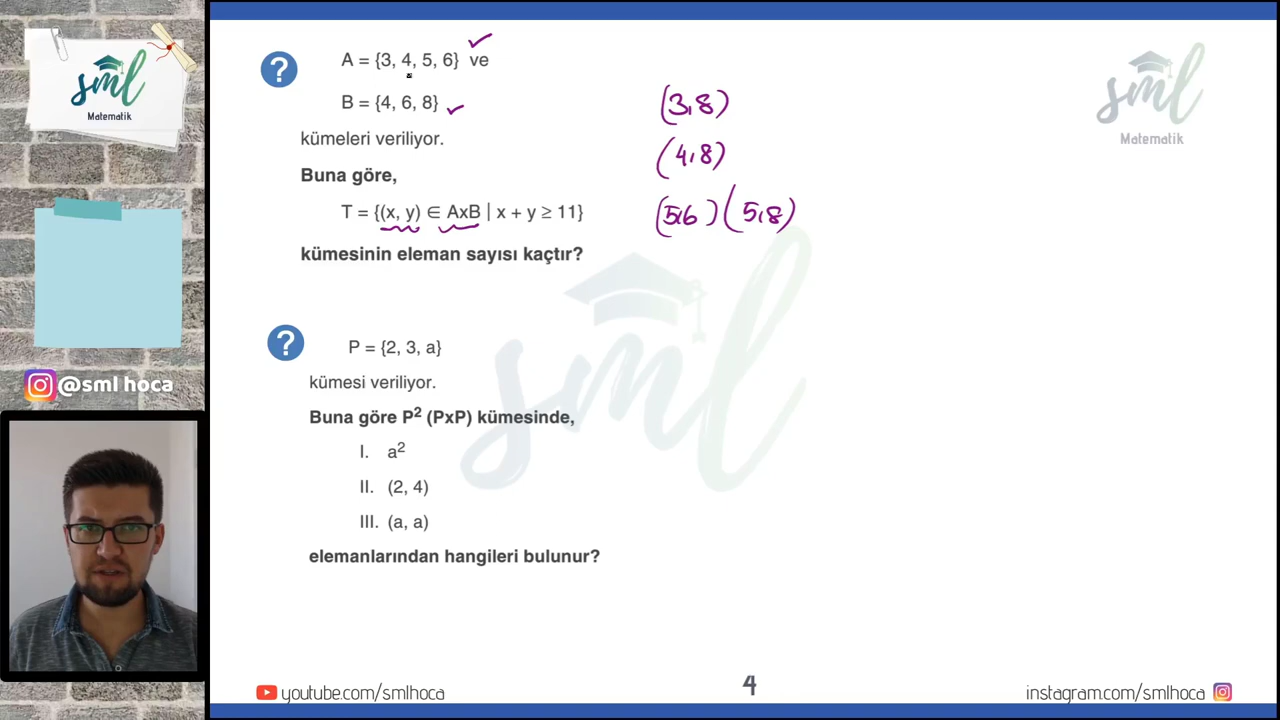 sml
Matematik
@sml hoca
?
A = {3, 4, 5, 6} ve
B = {4, 6, 8}
kümeleri veriliyor.
Buna göre,
T = {(x, y) ∈ AxB | x + y ≥ 11}
kümesinin eleman sayısı kaçtır?
(3,8)
(4,8)
(5,6) (5,8)
sml
Matematik
sml
?
P = {2, 3, a}
kümesi veriliyor.
Buna göre P² (PxP) kümesinde,
I. a²
II. (2, 4)
III. (a, a)
elemanlarından hangileri bulunur?
youtube.com/smlhoca
4
instagram.com/smlhoca